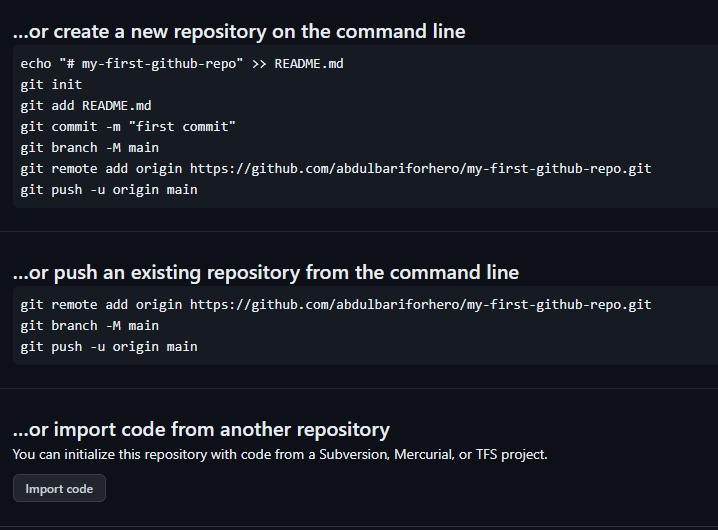 ...or create a new repository on the command line
echo "# my-first-github-repo" >> README.md
git init
git add README.md
git commit -m "first commit"
git branch -M main
git remote add origin https://github.com/abdulbariforhero/my-first-github-repo.git
git push -u origin main
...or push an existing repository from the command line
git remote add origin https://github.com/abdulbariforhero/my-first-github-repo.git
git branch -M main
git push -u origin main
...or import code from another repository
You can initialize this repository with code from a Subversion, Mercurial, or TFS project.
Import code